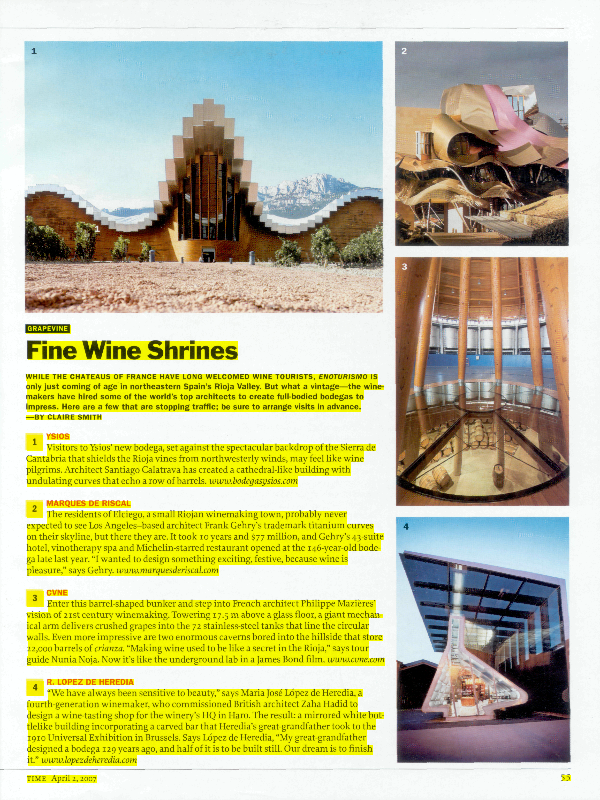 1
2
3
4
GRAPEVINE
Fine Wine Shrines
WHILE THE CHATEAUS OF FRANCE HAVE LONG WELCOMED WINE TOURISTS, ENOTURISMO IS
only just coming of age in northeastern Spain's Rioja Valley. But what a vintage—the wine-
makers have hired some of the world's top architects to create full-bodied bodegas to
impress. Here are a few that are stopping traffic; be sure to arrange visits in advance.
—BY CLAIRE SMITH
1 YSIOS
Visitors to Ysios' new bodega, set against the spectacular backdrop of the Sierra de
Cantabria that shields the Rioja vines from northwesterly winds, may feel like wine
pilgrims. Architect Santiago Calatrava has created a cathedral-like building with
undulating curves that echo a row of barrels. www.bodegasysios.com
2 MARQUES DE RISCAL
The residents of Elciego, a small Riojan winemaking town, probably never
expected to see Los Angeles–based architect Frank Gehry's trademark titanium curves
on their skyline, but there they are. It took 10 years and $77 million, and Gehry's 43-suite
hotel, vinotherapy spa and Michelin-starred restaurant opened at the 146-year-old bode-
ga late last year. "I wanted to design something exciting, festive, because wine is
pleasure," says Gehry. www.marquesderiscal.com
3 CVNE
Enter this barrel-shaped bunker and step into French architect Philippe Mazières'
vision of 21st century winemaking. Towering 17.5 m above a glass floor, a giant mechan-
ical arm delivers crushed grapes into the 72 stainless-steel tanks that line the circular
walls. Even more impressive are two enormous caverns bored into the hillside that store
22,000 barrels of crianza. "Making wine used to be like a secret in the Rioja," says tour
guide Nunia Noja. Now it's like the underground lab in a James Bond film. www.cvne.com
4 R. LOPEZ DE HEREDIA
"We have always been sensitive to beauty," says María José López de Heredia, a
fourth-generation winemaker, who commissioned British architect Zaha Hadid to
design a wine-tasting shop for the winery's HQ in Haro. The result: a mirrored white bot-
tlelike building incorporating a carved bar that Heredia's great-grandfather took to the
1910 Universal Exhibition in Brussels. Says López de Heredia, "My great-grandfather
designed a bodega 129 years ago, and half of it is to be built still. Our dream is to finish
it." www.lopezdeheredia.com
TIME April 2, 2007
55